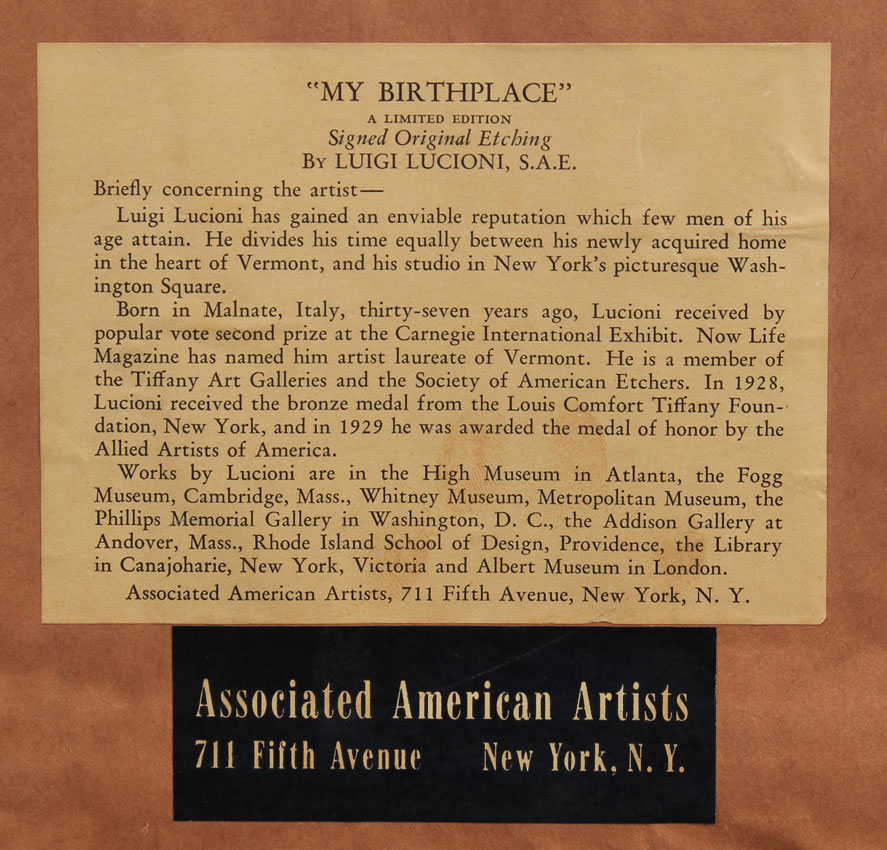 "MY BIRTHPLACE"
A LIMITED EDITION
Signed Original Etching
By LUIGI LUCIONI, S.A.E.
Briefly concerning the artist—
Luigi Lucioni has gained an enviable reputation which few men of his
age attain. He divides his time equally between his newly acquired home
in the heart of Vermont, and his studio in New York's picturesque Wash-
ington Square.
Born in Malnate, Italy, thirty-seven years ago, Lucioni received by
popular vote second prize at the Carnegie International Exhibit. Now Life
Magazine has named him artist laureate of Vermont. He is a member of
the Tiffany Art Galleries and the Society of American Etchers. In 1928,
Lucioni received the bronze medal from the Louis Comfort Tiffany Foun-
dation, New York, and in 1929 he was awarded the medal of honor by the
Allied Artists of America.
Works by Lucioni are in the High Museum in Atlanta, the Fogg
Museum, Cambridge, Mass., Whitney Museum, Metropolitan Museum, the
Phillips Memorial Gallery in Washington, D. C., the Addison Gallery at
Andover, Mass., Rhode Island School of Design, Providence, the Library
in Canajoharie, New York, Victoria and Albert Museum in London.
Associated American Artists, 711 Fifth Avenue, New York, N. Y.
Associated American Artists
711 Fifth Avenue New York, N. Y.